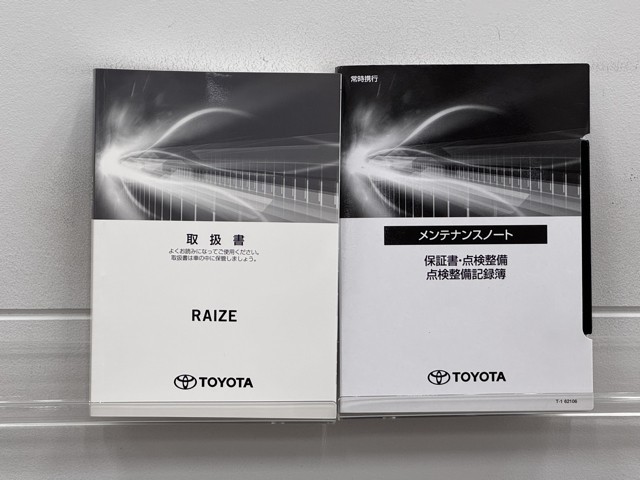 取扱書
よくお読みになってご使用ください。
取扱書は車の中に保管しましょう。
RAIZE
TOYOTA
常時携行
メンテナンスノート
保証書・点検整備
点検整備記録簿
TOYOTA
T-1 62106